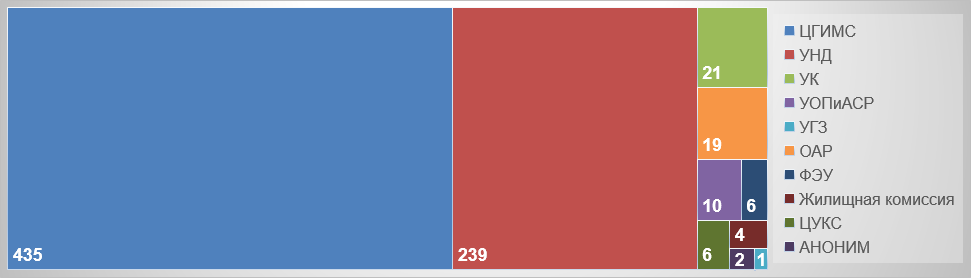 435
239
21
19
10
6
6
4
2
1
ЦГИМС
УНД
УК
УОПиАСР
УГЗ
ОАР
ФЭУ
Жилищная комиссия
ЦУКС
АНОНИМ